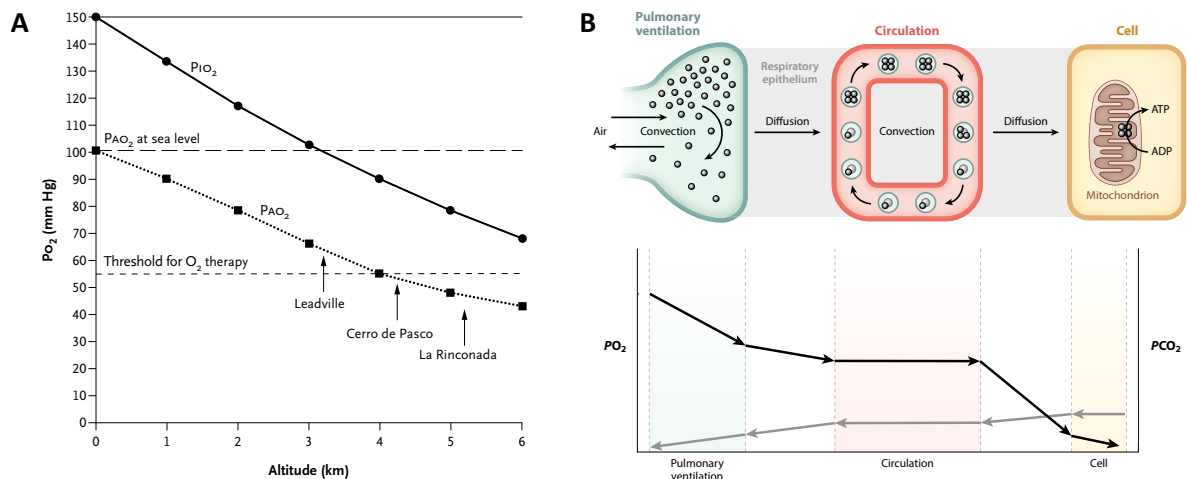 A
150
140
130
120
110
100
90
80
70
60
50
40
30
20
10
0
PO₂ (mm Hg)
PIO₂
PAO₂ at sea level
PAO₂
Threshold for O₂ therapy
Leadville
Cerro de Pasco
La Rinconada
0 1 2 3 4 5 6
Altitude (km)
B
Pulmonary
ventilation
Circulation
Cell
Respiratory
epithelium
Air
Convection
Diffusion
Convection
Diffusion
ATP
ADP
Mitochondrion
PO₂
PCO₂
Pulmonary
ventilation
Circulation
Cell